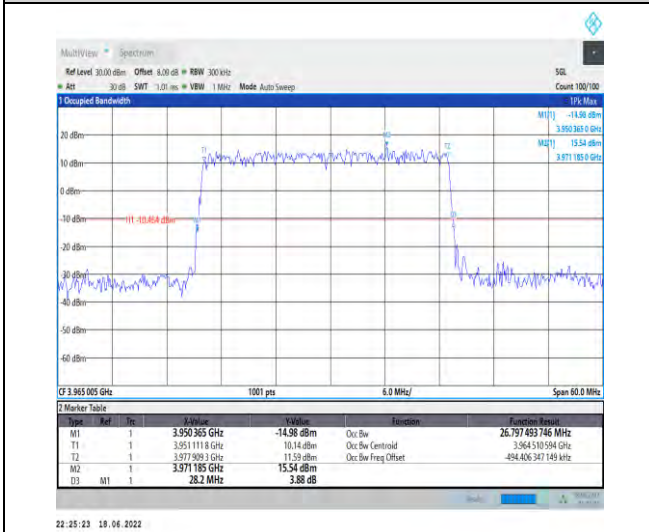 MultiView Spectrum
Ref Level 30.00 dBm Offset 8.09 dB RBW 300 kHz SGL
Att 30 dB SWT 1.01 ms VBW 1 MHz Mode Auto Sweep Count 100/100
1 Occupied Bandwidth 1Pk Max
M1[1] -14.98 dBm
3.950 365 0 GHz
M2[1] 15.54 dBm
3.971 185 0 GHz
20 dBm
T1 M2 T2
10 dBm
0 dBm
-10 dBm H1 -10.464 dBm
-20 dBm
-30 dBm
-40 dBm
-50 dBm
-60 dBm
CF 3.965 005 GHz 1001 pts 6.0 MHz/ Span 60.0 MHz
2 Marker Table
Type Ref Trc X-Value Y-Value Function Function Result
M1 1 3.950 365 GHz -14.98 dBm Occ Bw 26.797 493 746 MHz
T1 1 3.951 111 8 GHz 10.14 dBm Occ Bw Centroid 3.964 510 594 GHz
T2 1 3.977 909 3 GHz 11.59 dBm Occ Bw Freq Offset -494.406 347 149 kHz
M2 1 3.971 185 GHz 15.54 dBm
D3 M1 1 28.2 MHz 3.88 dB
22:25:23 18.06.2022